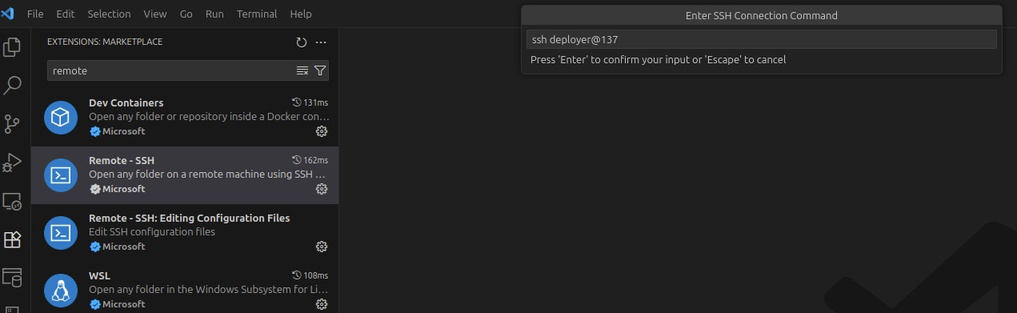 File Edit Selection View Go Run Terminal Help
Enter SSH Connection Command
ssh deployer@137
Press 'Enter' to confirm your input or 'Escape' to cancel
EXTENSIONS: MARKETPLACE
remote
Dev Containers 131ms
Open any folder or repository inside a Docker con...
Microsoft
Remote - SSH 162ms
Open any folder on a remote machine using SSH ...
Microsoft
Remote - SSH: Editing Configuration Files
Edit SSH configuration files
Microsoft
WSL 108ms
Open any folder in the Windows Subsystem for Li...
Microsoft